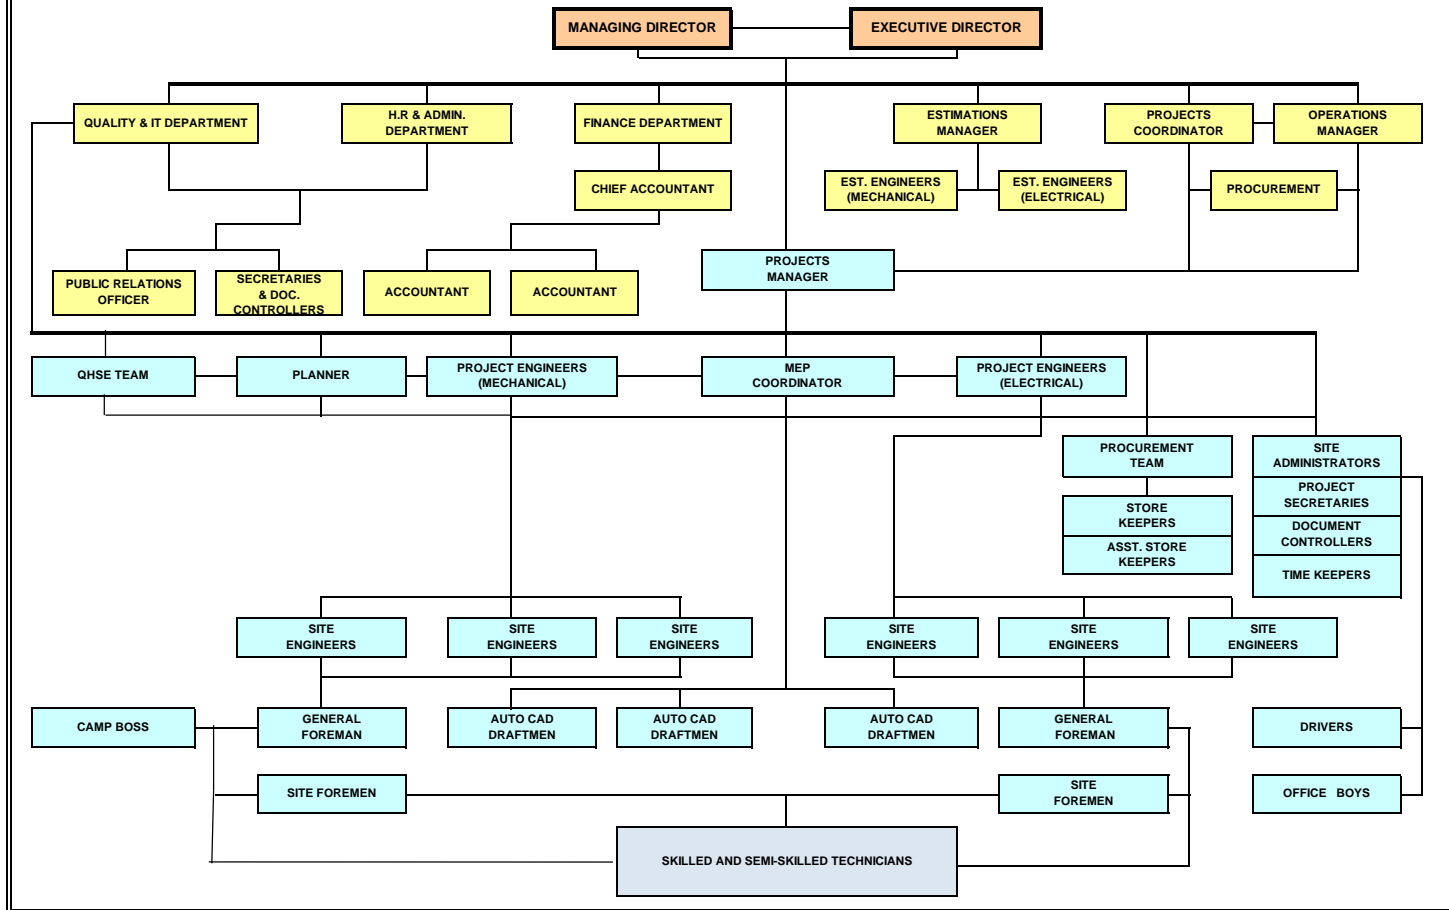 MANAGING DIRECTOR
EXECUTIVE DIRECTOR
QUALITY & IT DEPARTMENT
H.R & ADMIN.
DEPARTMENT
FINANCE DEPARTMENT
ESTIMATIONS
MANAGER
PROJECTS
COORDINATOR
OPERATIONS
MANAGER
CHIEF ACCOUNTANT
EST. ENGINEERS
(MECHANICAL)
EST. ENGINEERS
(ELECTRICAL)
PROCUREMENT
PUBLIC RELATIONS
OFFICER
SECRETARIES
& DOC.
CONTROLLERS
ACCOUNTANT
ACCOUNTANT
PROJECTS
MANAGER
QHSE TEAM
PLANNER
PROJECT ENGINEERS
(MECHANICAL)
MEP
COORDINATOR
PROJECT ENGINEERS
(ELECTRICAL)
PROCUREMENT
TEAM
SITE
ADMINISTRATORS
PROJECT
SECRETARIES
STORE
KEEPERS
DOCUMENT
CONTROLLERS
ASST. STORE
KEEPERS
TIME KEEPERS
SITE
ENGINEERS
SITE
ENGINEERS
SITE
ENGINEERS
SITE
ENGINEERS
SITE
ENGINEERS
SITE
ENGINEERS
CAMP BOSS
GENERAL
FOREMAN
AUTO CAD
DRAFTMEN
AUTO CAD
DRAFTMEN
AUTO CAD
DRAFTMEN
GENERAL
FOREMAN
DRIVERS
SITE FOREMEN
SITE
FOREMEN
OFFICE BOYS
SKILLED AND SEMI-SKILLED TECHNICIANS